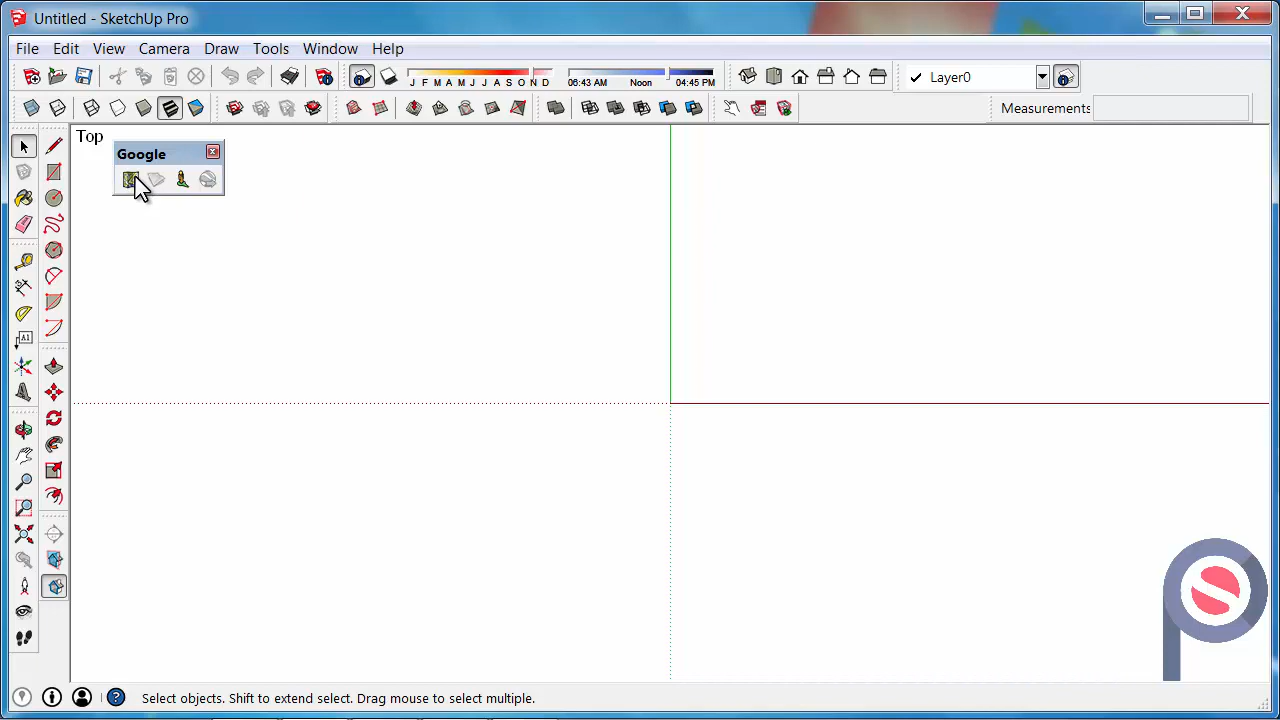 Untitled - SketchUp Pro
File Edit View Camera Draw Tools Window Help
J F M A M J J A S O N D
06:43 AM Noon 04:45 PM
Layer0
Measurements
Top
Google
A1
Select objects. Shift to extend select. Drag mouse to select multiple.